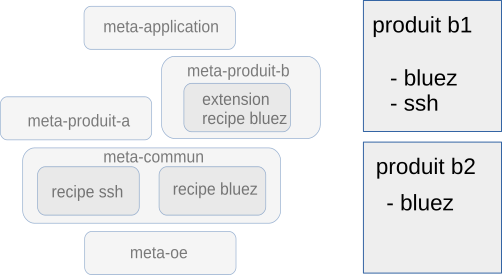 meta-application
meta-produit-b
extension
recipe bluez
meta-produit-a
meta-commun
recipe ssh
recipe bluez
meta-oe
produit b1
- bluez
- ssh
produit b2
- bluez